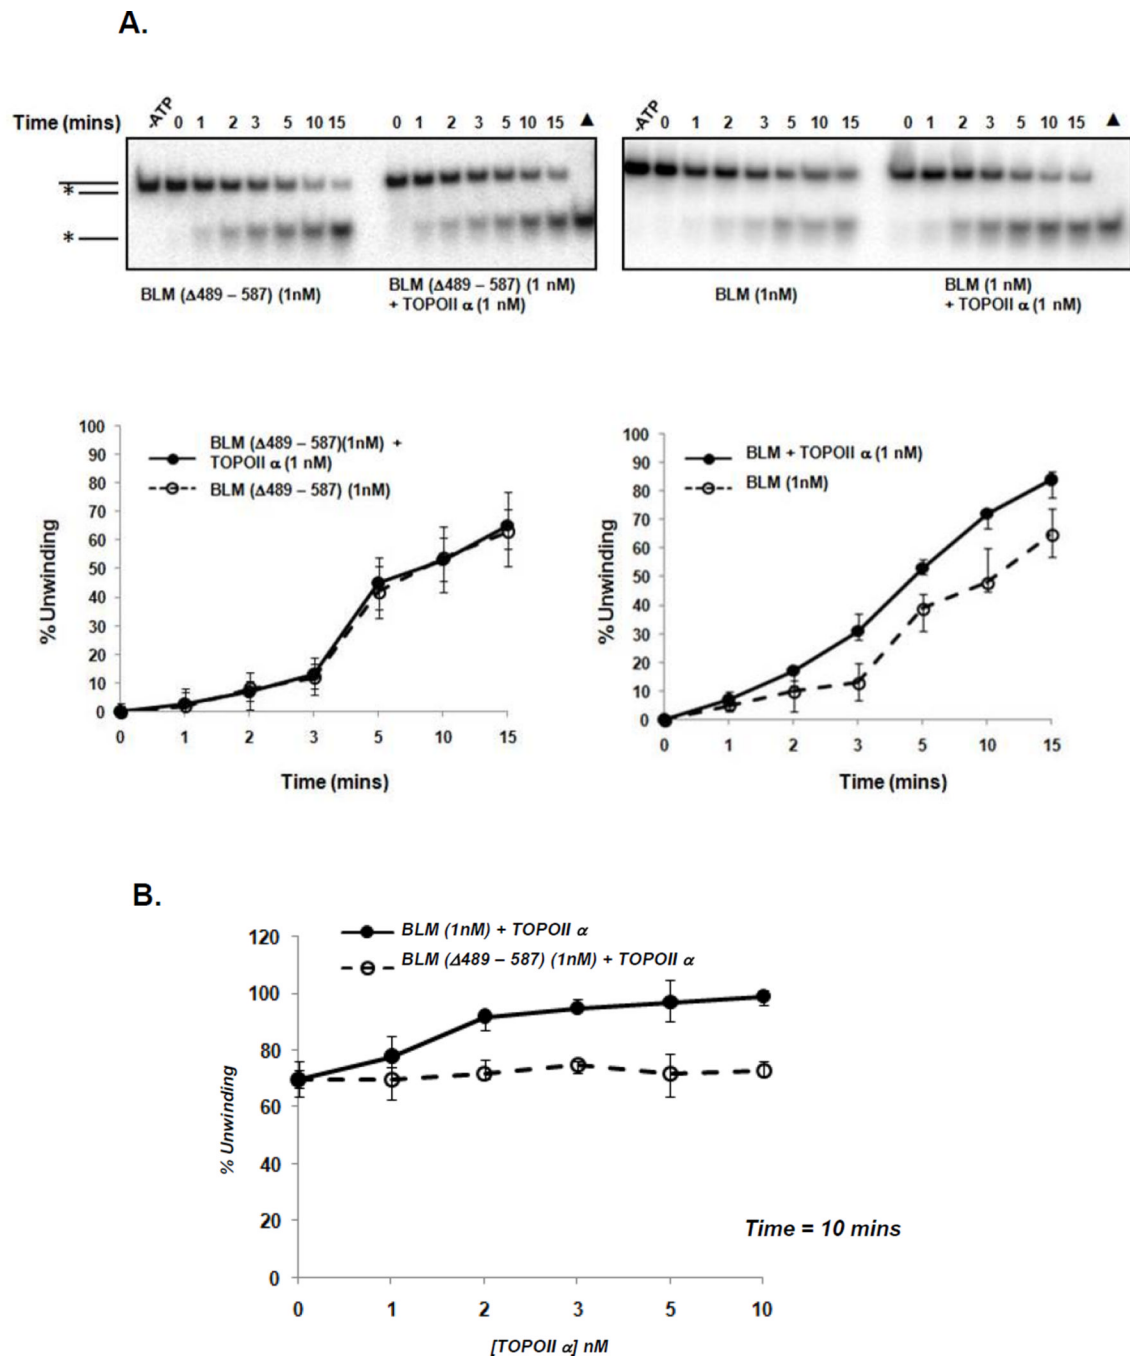 A.
Time (mins) -ATP 0 1 2 3 5 10 15 0 1 2 3 5 10 15 ▲ -ATP 0 1 2 3 5 10 15 0 1 2 3 5 10 15 ▲
*
*
BLM (Δ489 – 587) (1nM)
BLM (Δ489 – 587) (1 nM)
+ TOPOII α (1 nM)
BLM (1nM)
BLM (1 nM)
+ TOPOII α (1 nM)
100
90
80
70
60
50
40
30
20
10
0
% Unwinding
BLM (Δ489 – 587)(1nM) +
TOPOII α (1 nM)
BLM (Δ489 – 587) (1nM)
0 1 2 3 5 10 15
Time (mins)
100
90
80
70
60
50
40
30
20
10
0
% Unwinding
BLM + TOPOII α (1 nM)
BLM (1nM)
0 1 2 3 5 10 15
Time (mins)
B.
120
100
80
60
40
20
0
% Unwinding
BLM (1nM) + TOPOII α
BLM (Δ489 – 587) (1nM) + TOPOII α
Time = 10 mins
0 1 2 3 5 10
[TOPOII α] nM